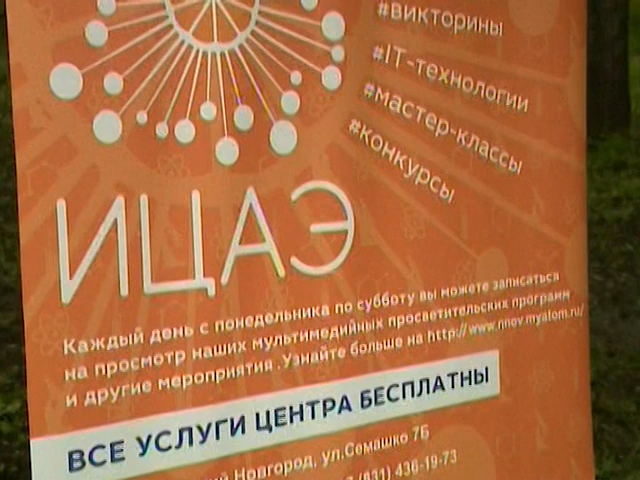 #викторины
#IT-технологии
#мастер-классы
#конкурсы
ИЦАЭ
Каждый день с понедельника по субботу вы можете записаться
на просмотр наших мультимедийных просветительских программ
и другие мероприятия .Узнайте больше на http://www.nnov.myatom.ru/
ВСЕ УСЛУГИ ЦЕНТРА БЕСПЛАТНЫ
Новгород, ул.Семашко 7Б
(831) 436-19-73